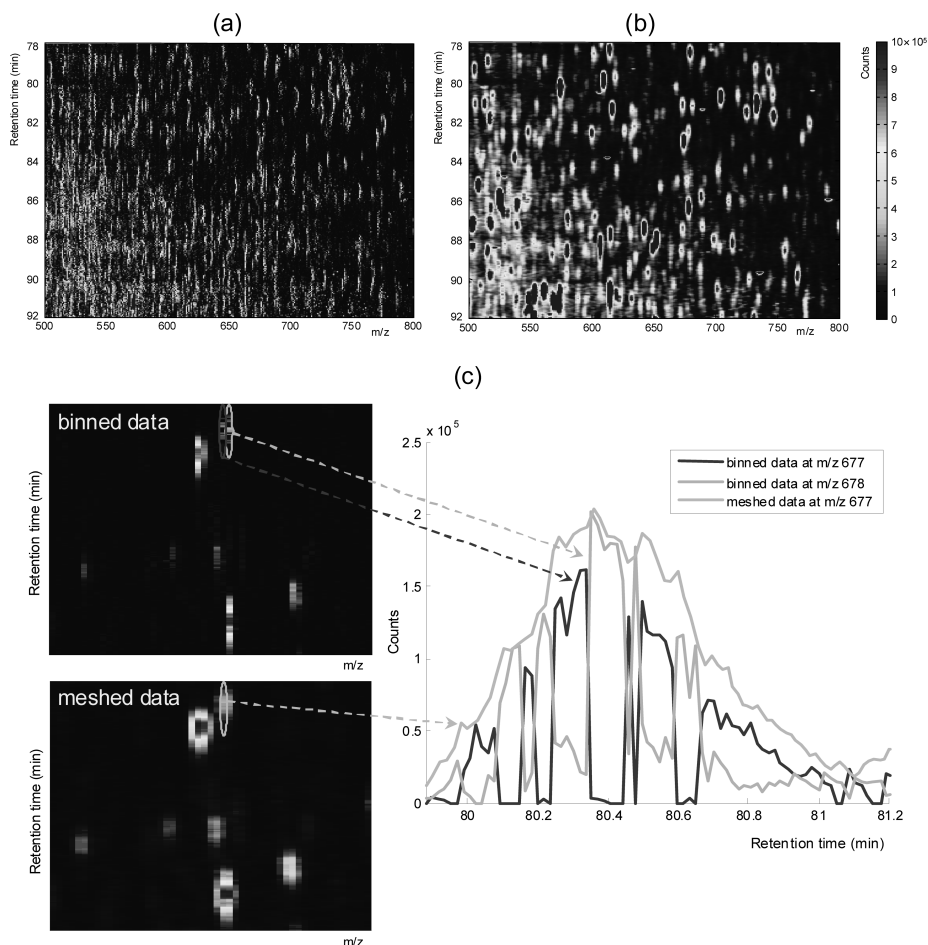 (a)
Retention time (min)
78
80
82
84
86
88
90
92
500
550
600
650
700
750
800
m/z
(b)
Retention time (min)
78
80
82
84
86
88
90
92
500
550
600
650
700
750
800
m/z
Counts
10× 10⁵
9
8
7
6
5
4
3
2
1
0
(c)
binned data
Retention time (min)
m/z
meshed data
Retention time (min)
m/z
x 10⁵
2.5
2
1.5
1
0.5
0
Counts
binned data at m/z 677
binned data at m/z 678
meshed data at m/z 677
80
80.2
80.4
80.6
80.8
81
81.2
Retention time (min)